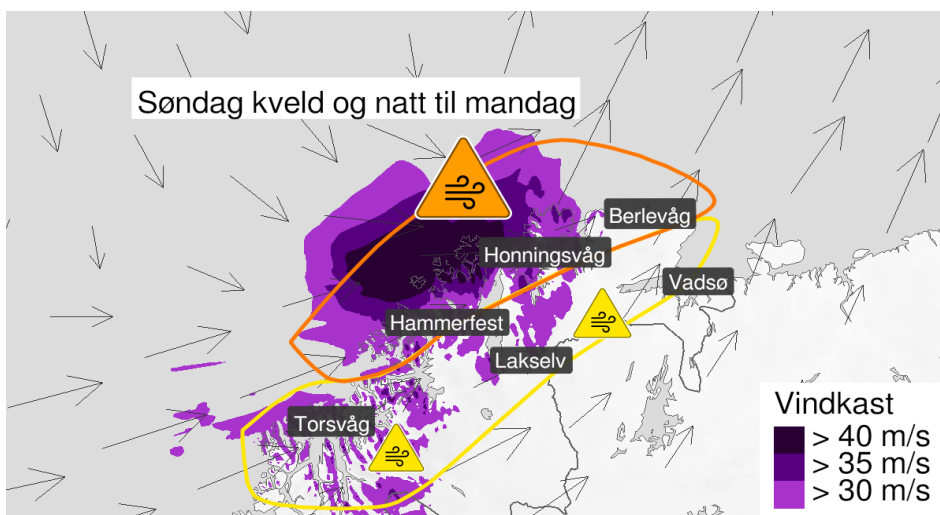 Søndag kveld og natt til mandag
Berlevåg
Honningsvåg
Vadsø
Hammerfest
Lakselv
Torsvåg
Vindkast
> 40 m/s
> 35 m/s
> 30 m/s